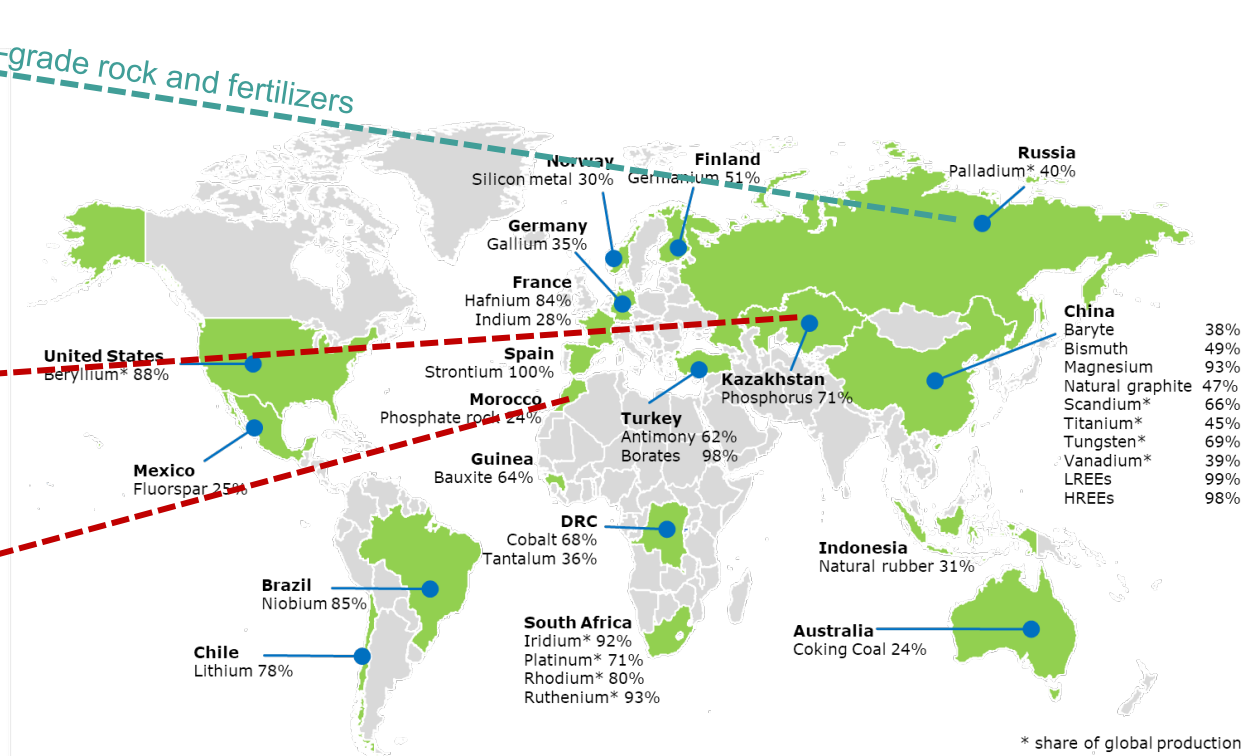 -grade rock and fertilizers
Norway
Silicon metal 30%
Finland
Germanium 51%
Russia
Palladium* 40%
Germany
Gallium 35%
France
Hafnium 84%
Indium 28%
China
Baryte 38%
Bismuth 49%
Magnesium 93%
Natural graphite 47%
Scandium* 66%
Titanium* 45%
Tungsten* 69%
Vanadium* 39%
LREEs 99%
HREEs 98%
United States
Beryllium* 88%
Spain
Strontium 100%
Kazakhstan
Phosphorus 71%
Morocco
Phosphate rock 24%
Turkey
Antimony 62%
Borates 98%
Mexico
Fluorspar 25%
Guinea
Bauxite 64%
DRC
Cobalt 68%
Tantalum 36%
Indonesia
Natural rubber 31%
Brazil
Niobium 85%
South Africa
Iridium* 92%
Platinum* 71%
Rhodium* 80%
Ruthenium* 93%
Australia
Coking Coal 24%
Chile
Lithium 78%
* share of global production